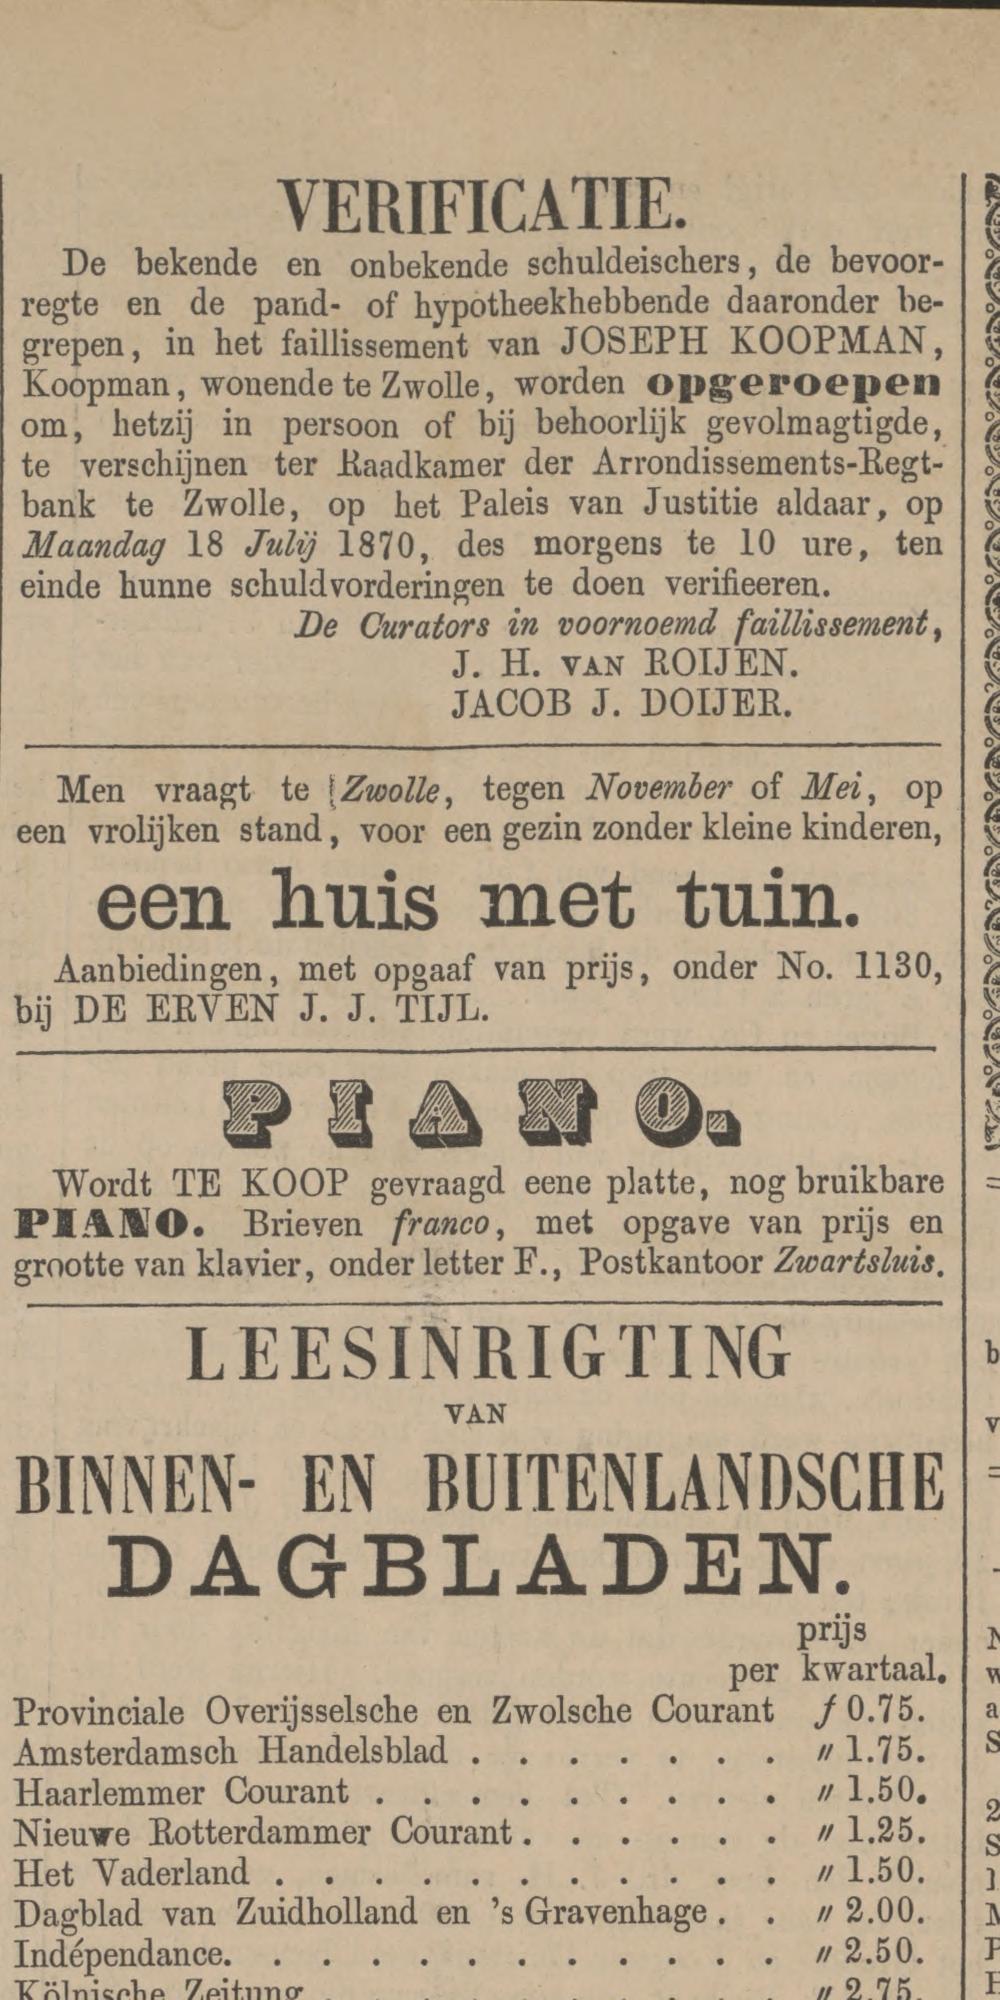 VERIFICATIE.
De bekende en onbekende schuldeischers, de bevoor-
regte en de pand- of hypotheekhebbende daaronder be-
grepen, in het faillissement van JOSEPH KOOPMAN,
Koopman, wonende te Zwolle, worden opgeroepen
om, hetzij in persoon of bij behoorlijk gevolmagtigde,
te verschijnen ter Raadkamer der Arrondissements-Regt-
bank te Zwolle, op het Paleis van Justitie aldaar, op
Maandag 18 Julij 1870, des morgens te 10 ure, ten
einde hunne schuldvorderingen te doen verifieeren.
De Curators in voornoemd faillissement,
J. H. VAN ROIJEN.
JACOB J. DOIJER.
Men vraagt te Zwolle, tegen November of Mei, op
een vrolijken stand, voor een gezin zonder kleine kinderen,
een huis met tuin.
Aanbiedingen, met opgaaf van prijs, onder No. 1130,
bij DE ERVEN J. J. TIJL.
PIANO.
Wordt TE KOOP gevraagd eene platte, nog bruikbare
PIANO. Brieven franco, met opgave van prijs en
grootte van klavier, onder letter F., Postkantoor Zwartsluis.
LEESINRIGTING
VAN
BINNEN- EN BUITENLANDSCHE
DAGBLADEN.
prijs
per kwartaal.
Provinciale Overijsselsche en Zwolsche Courant ƒ 0.75.
Amsterdamsch Handelsblad . . . . . . . " 1.75.
Haarlemmer Courant . . . . . . . . . " 1.50.
Nieuwe Rotterdammer Courant . . . . . . " 1.25.
Het Vaderland . . . . . . . . . . . " 1.50.
Dagblad van Zuidholland en 's Gravenhage . . " 2.00.
Indépendance. . . . . . . . . . . . " 2.50.
Kölnische Zeitung . . . . . . . . . . " 2.75.